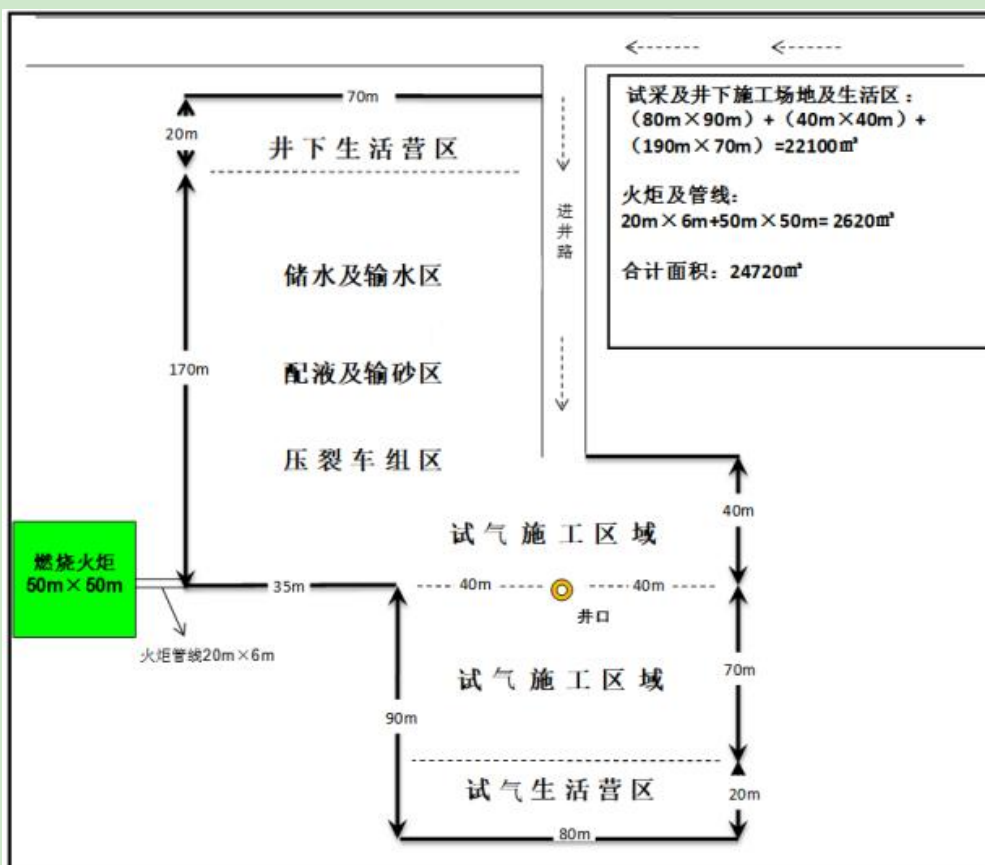 70m
20m
井下生活营区
储水及输水区
170m
配液及输砂区
压裂车组区
进井路
试采及井下施工场地及生活区：
（80m×90m）+（40m×40m）+
（190m×70m）=22100㎡
火炬及管线：
20m×6m+50m×50m= 2620㎡
合计面积：24720㎡
燃烧火炬
50m×50m
火炬管线20m×6m
35m
试气施工区域
40m
40m
40m
井口
试气施工区域
70m
90m
试气生活营区
20m
80m